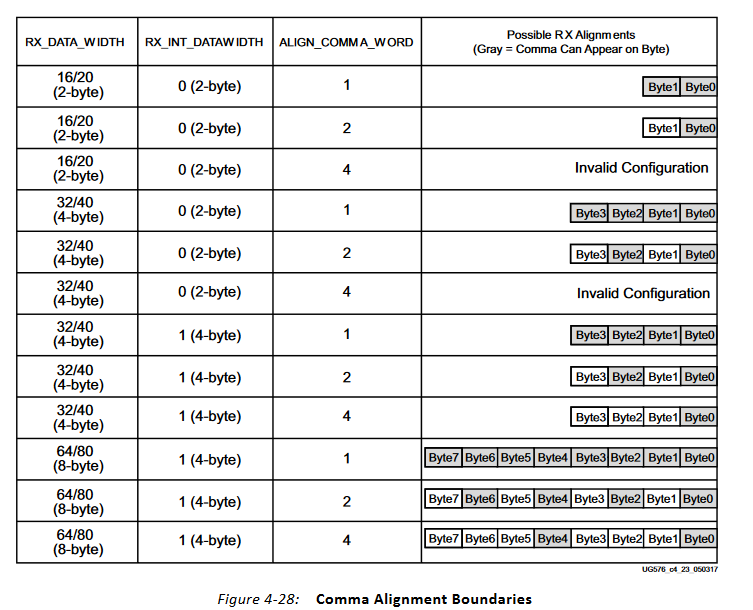 RX_DATA_WIDTH RX_INT_DATAWIDTH ALIGN_COMMA_WORD Possible RX Alignments
(Gray = Comma Can Appear on Byte)
16/20
(2-byte) 0 (2-byte) 1 Byte1 Byte0
16/20
(2-byte) 0 (2-byte) 2 Byte1 Byte0
16/20
(2-byte) 0 (2-byte) 4 Invalid Configuration
32/40
(4-byte) 0 (2-byte) 1 Byte3 Byte2 Byte1 Byte0
32/40
(4-byte) 0 (2-byte) 2 Byte3 Byte2 Byte1 Byte0
32/40
(4-byte) 0 (2-byte) 4 Invalid Configuration
32/40
(4-byte) 1 (4-byte) 1 Byte3 Byte2 Byte1 Byte0
32/40
(4-byte) 1 (4-byte) 2 Byte3 Byte2 Byte1 Byte0
32/40
(4-byte) 1 (4-byte) 4 Byte3 Byte2 Byte1 Byte0
64/80
(8-byte) 1 (4-byte) 1 Byte7 Byte6 Byte5 Byte4 Byte3 Byte2 Byte1 Byte0
64/80
(8-byte) 1 (4-byte) 2 Byte7 Byte6 Byte5 Byte4 Byte3 Byte2 Byte1 Byte0
64/80
(8-byte) 1 (4-byte) 4 Byte7 Byte6 Byte5 Byte4 Byte3 Byte2 Byte1 Byte0
UG576_c4_23_050317
Figure 4-28: Comma Alignment Boundaries